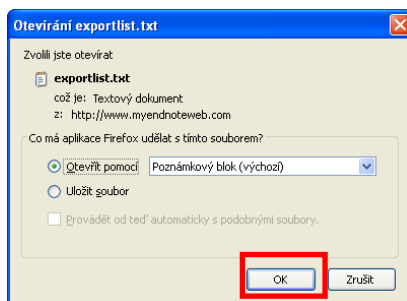 Otevírání exportlist.txt
Zvolili jste otevírat
exportlist.txt
což je: Textový dokument
z: http://www.myendnoteweb.com
Co má aplikace Firefox udělat s tímto souborem?
Otevřít pomocí Poznámkový blok (výchozí)
Uložit soubor
Provádět od teď automaticky s podobnými soubory.
OK Zrušit